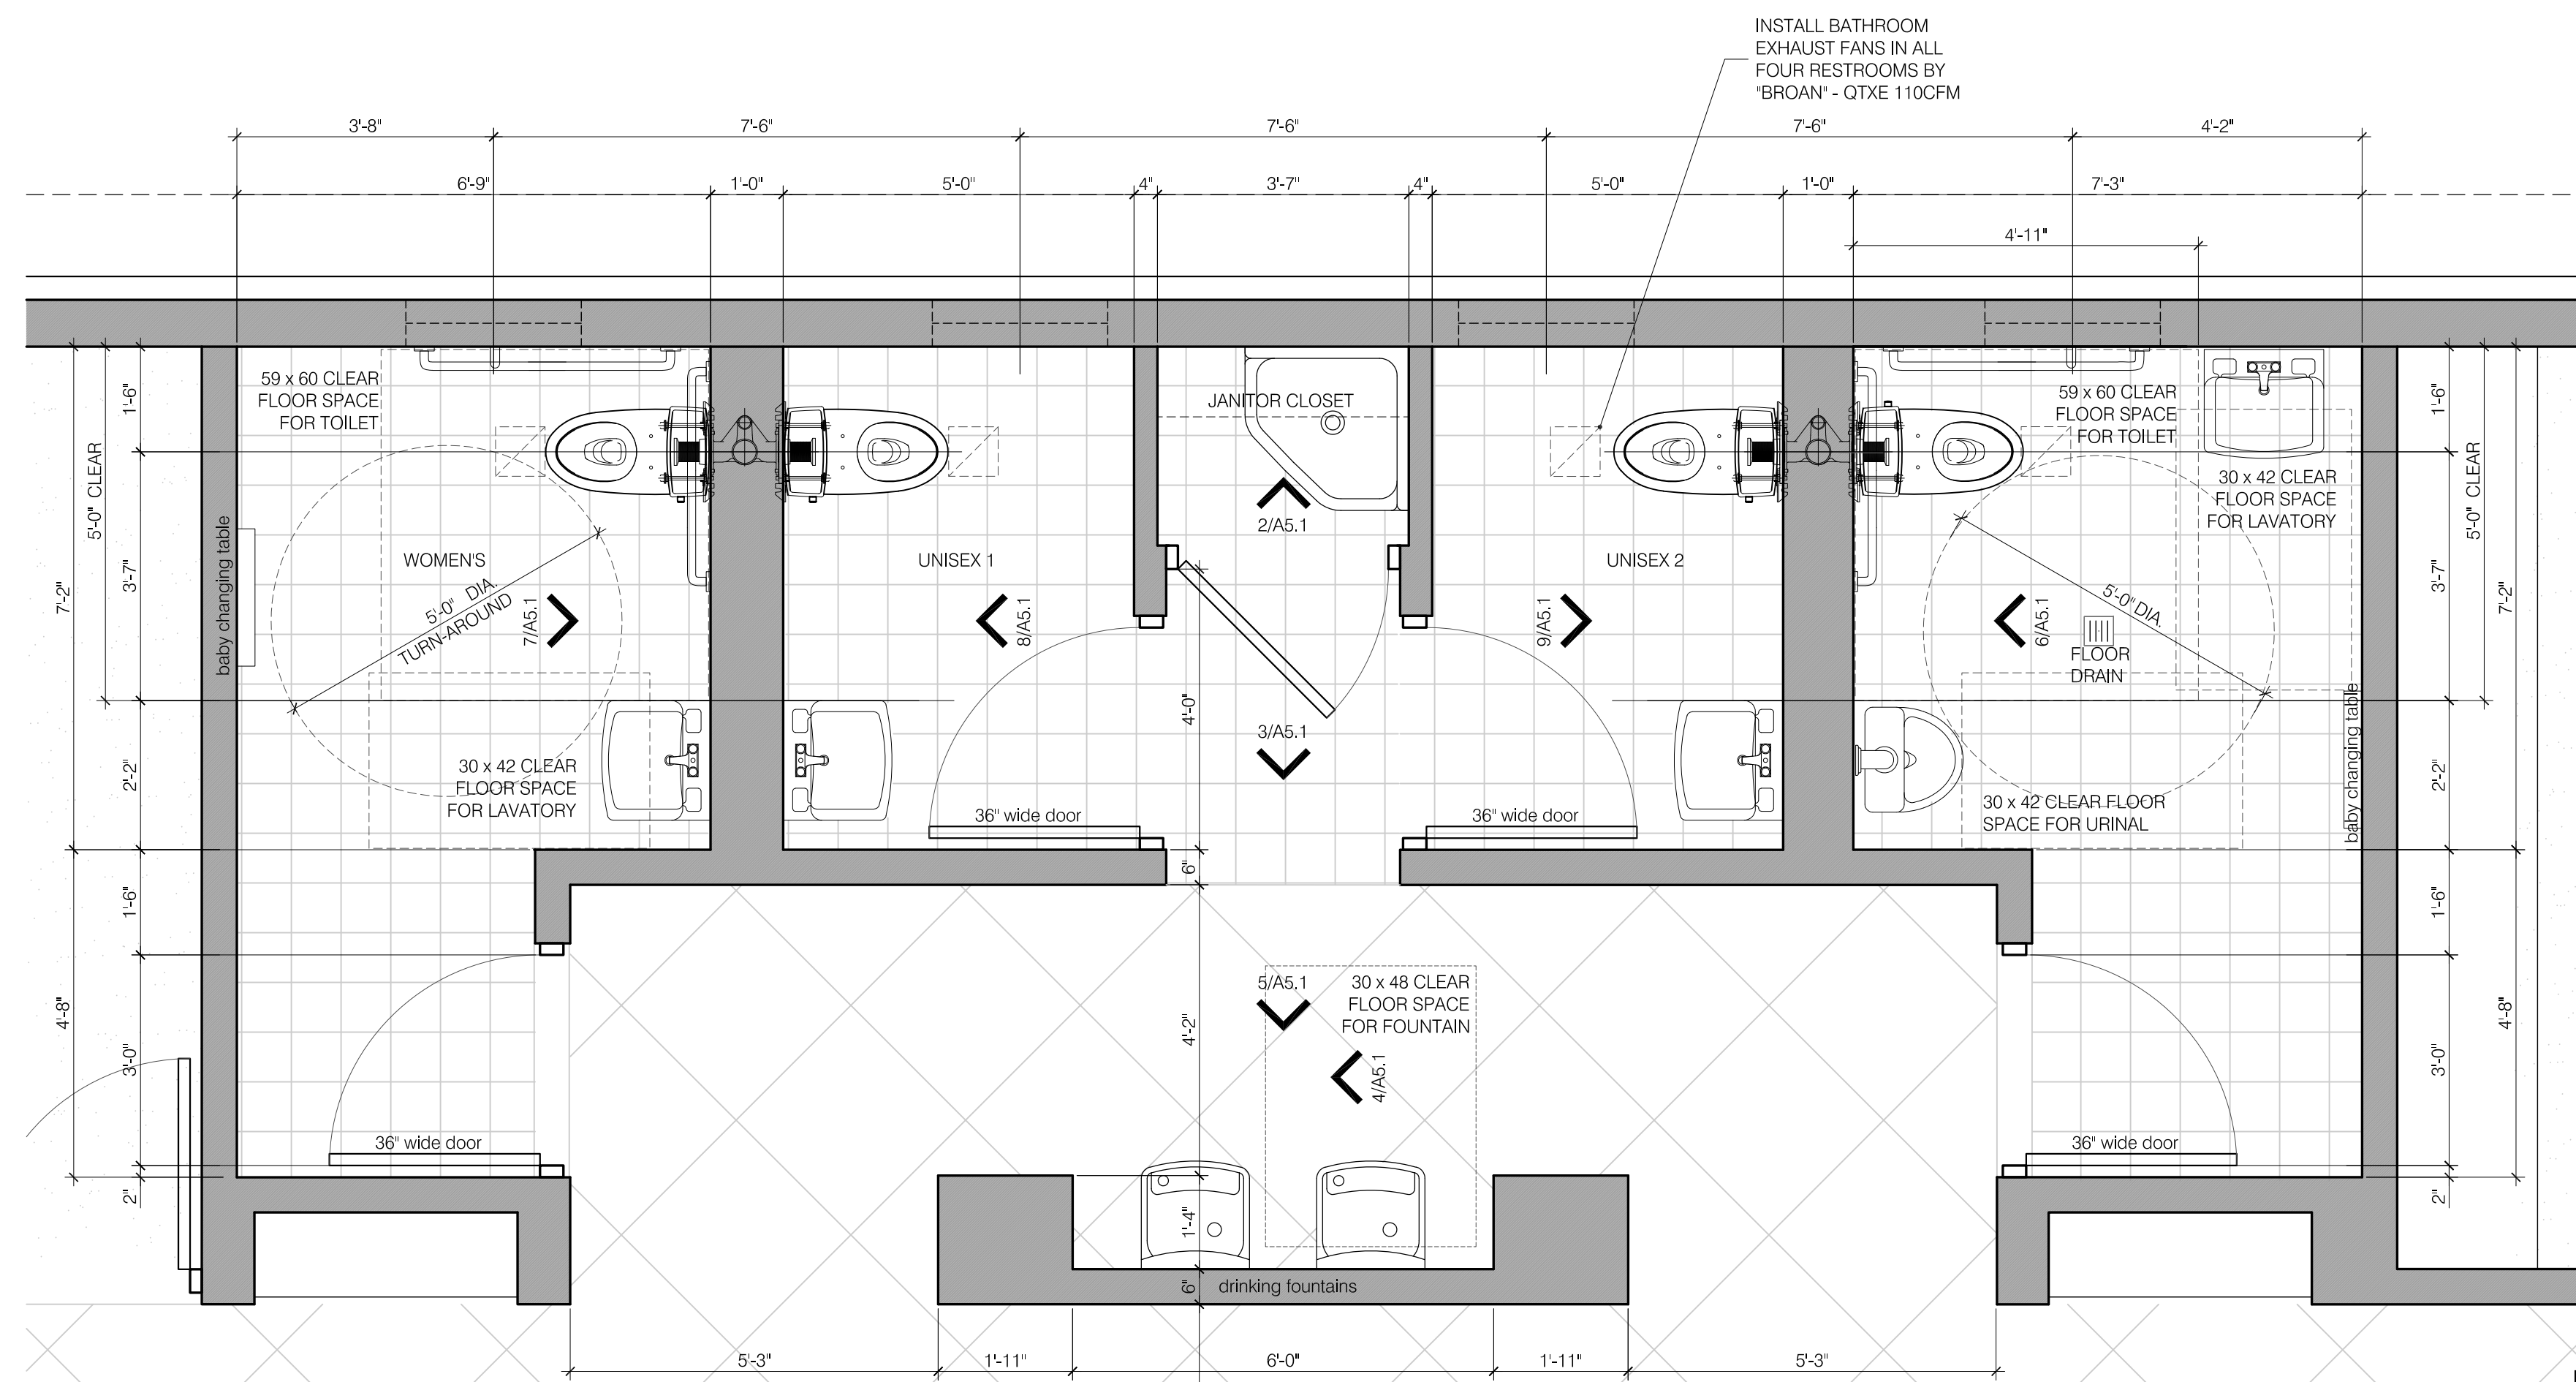 INSTALL BATHROOM
EXHAUST FANS IN ALL
FOUR RESTROOMS BY
"BROAN" - QTXE 110CFM
3'-8"
7'-6"
7'-6"
7'-6"
4'-2"
6'-9"
1'-0"
5'-0"
4"
3'-7"
4"
5'-0"
1'-0"
7'-3"
4'-11"
7'-2"
4'-8"
5'-0" CLEAR
1'-6"
3'-7"
2'-2"
1'-6"
3'-0"
2"
59 x 60 CLEAR
FLOOR SPACE
FOR TOILET
baby changing table
WOMEN'S
5'-0" DIA.
TURN-AROUND
7/A5.1
30 x 42 CLEAR
FLOOR SPACE
FOR LAVATORY
36" wide door
UNISEX 1
8/A5.1
36" wide door
JANITOR CLOSET
2/A5.1
4'-0"
3/A5.1
6"
UNISEX 2
9/A5.1
36" wide door
59 x 60 CLEAR
FLOOR SPACE
FOR TOILET
30 x 42 CLEAR
FLOOR SPACE
FOR LAVATORY
5'-0" DIA.
6/A5.1
FLOOR
DRAIN
30 x 42 CLEAR FLOOR
SPACE FOR URINAL
baby changing table
36" wide door
1'-6"
3'-7"
2'-2"
1'-6"
3'-0"
2"
5'-0" CLEAR
7'-2"
4'-8"
4'-2"
5/A5.1
30 x 48 CLEAR
FLOOR SPACE
FOR FOUNTAIN
4/A5.1
1'-4"
6"
drinking fountains
5'-3"
1'-11"
6'-0"
1'-11"
5'-3"